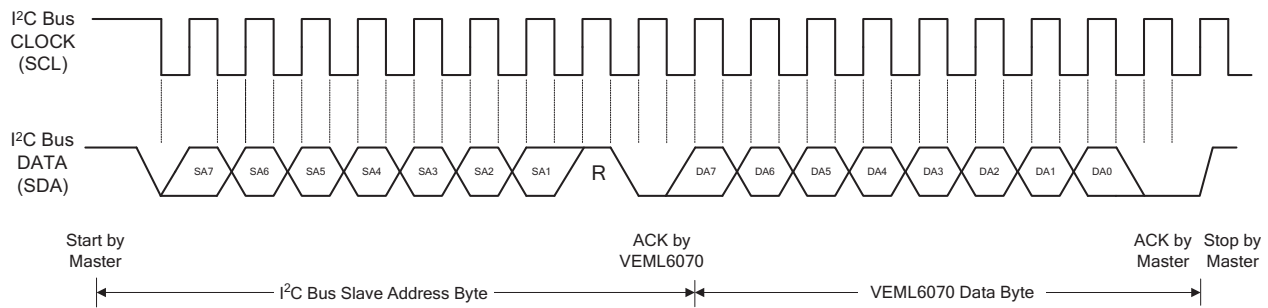 I²C Bus
CLOCK
(SCL)
I²C Bus
DATA
(SDA)
SA7 SA6 SA5 SA4 SA3 SA2 SA1 R DA7 DA6 DA5 DA4 DA3 DA2 DA1 DA0
Start by
Master
ACK by
VEML6070
ACK by
Master
Stop by
Master
I²C Bus Slave Address Byte
VEML6070 Data Byte